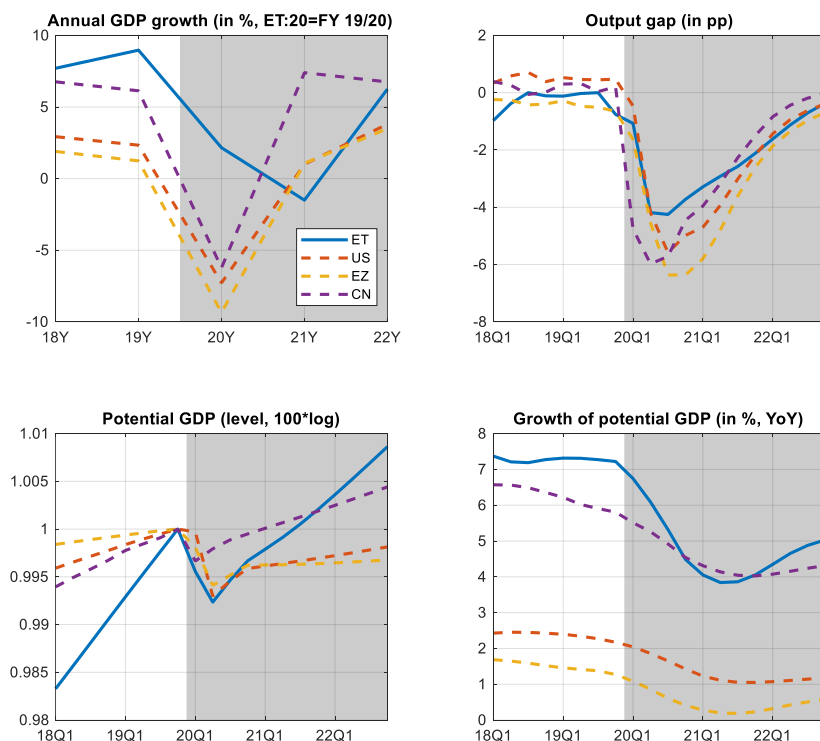 Annual GDP growth (in %, ET:20=FY 19/20)
10
5
0
-5
-10
18Y 19Y 20Y 21Y 22Y
ET
US
EZ
CN
Output gap (in pp)
2
0
-2
-4
-6
-8
18Q1 19Q1 20Q1 21Q1 22Q1
Potential GDP (level, 100*log)
1.01
1.005
1
0.995
0.99
0.985
0.98
18Q1 19Q1 20Q1 21Q1 22Q1
Growth of potential GDP (in %, YoY)
8
7
6
5
4
3
2
1
0
18Q1 19Q1 20Q1 21Q1 22Q1